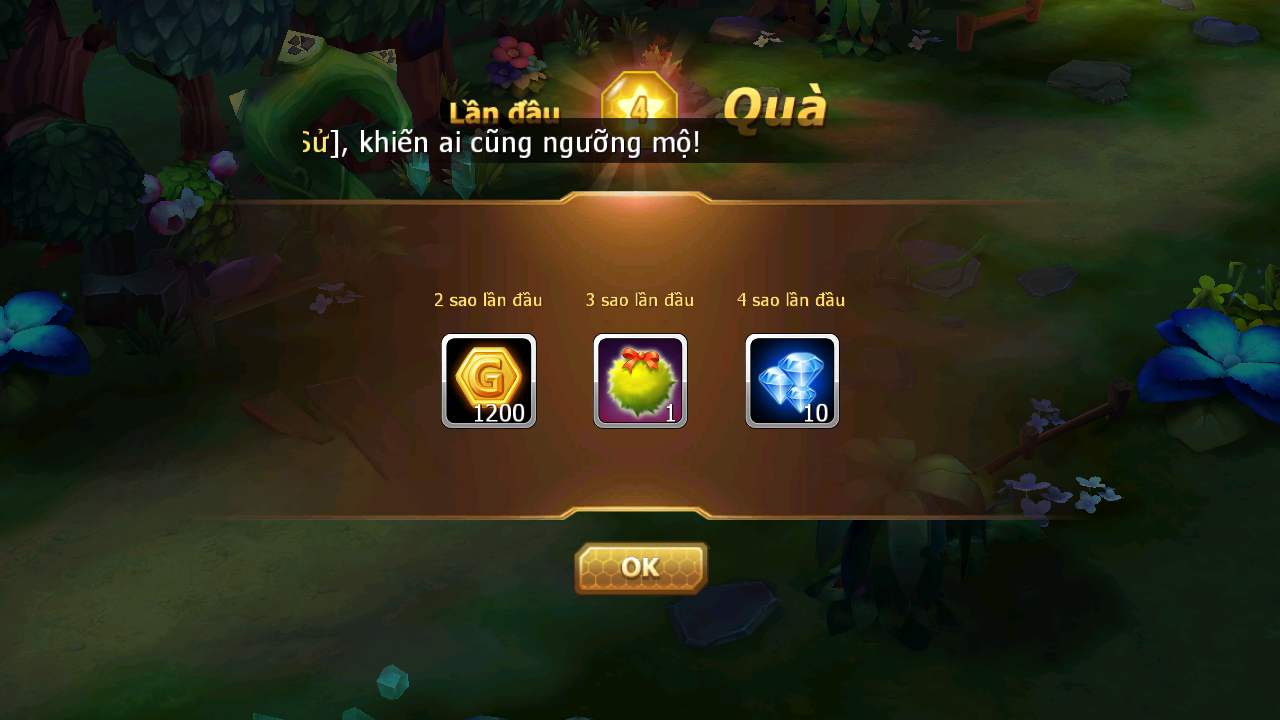 Lần đầu 4 Quà
Sử], khiến ai cũng ngưỡng mộ!
2 sao lần đầu 3 sao lần đầu 4 sao lần đầu
G
1200 1 10
OK